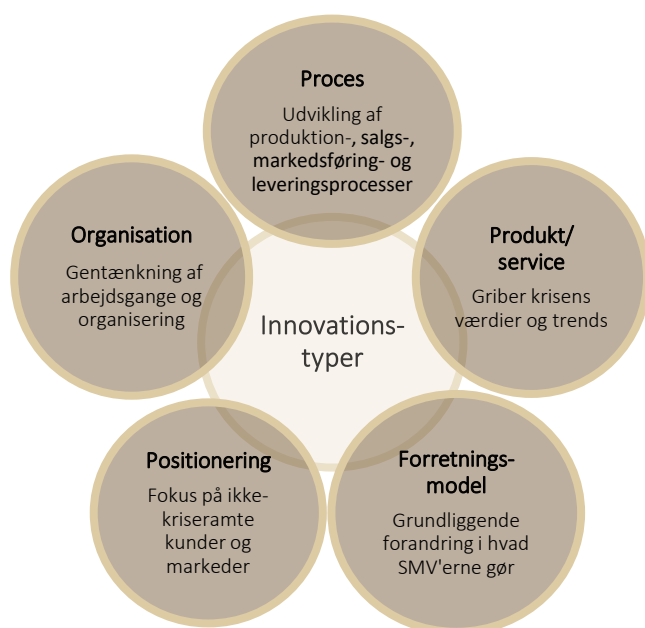 Proces
Udvikling af
produktion-, salgs-,
markedsføring- og
leveringsprocesser
Organisation
Gentænkning af
arbejdsgange og
organisering
Produkt/
service
Griber krisens
værdier og trends
Innovations-
typer
Positionering
Fokus på ikke-
kriseramte
kunder og
markeder
Forretnings-
model
Grundliggende
forandring i hvad
SMV'erne gør